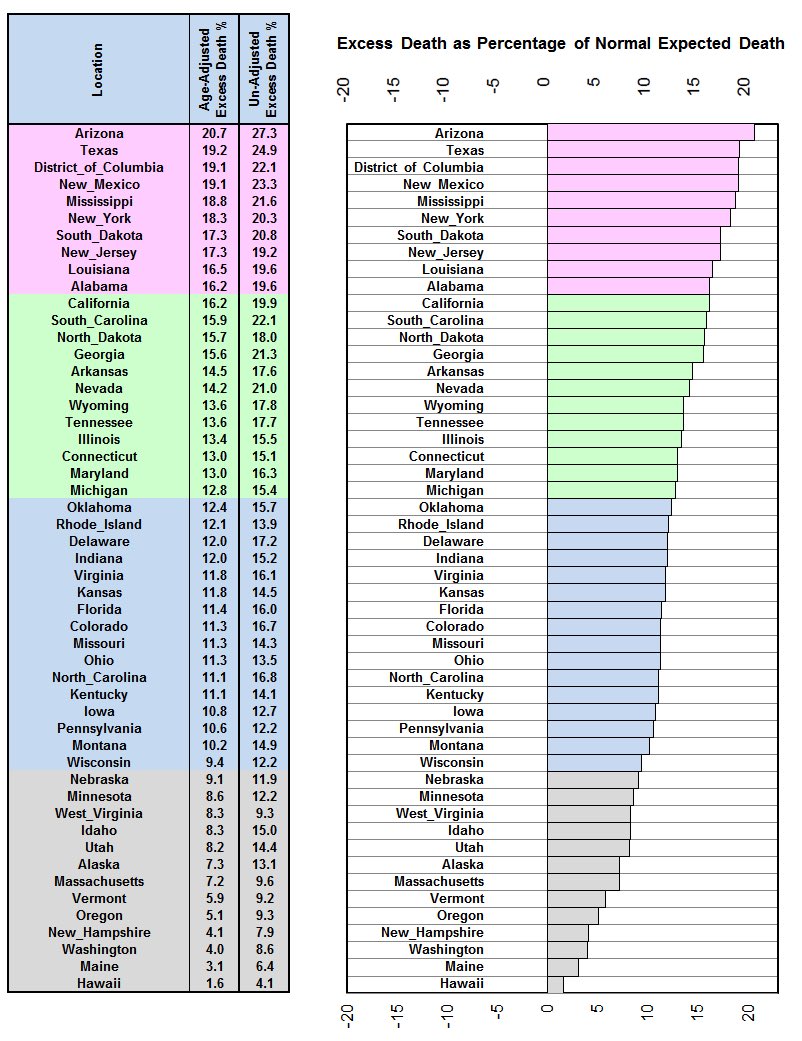 Location Age-Adjusted Excess Death % Un-Adjusted Excess Death %
Arizona 20.7 27.3
Texas 19.2 24.9
District_of_Columbia 19.1 22.1
New_Mexico 19.1 23.3
Mississippi 18.8 21.6
New_York 18.3 20.3
South_Dakota 17.3 20.8
New_Jersey 17.3 19.2
Louisiana 16.5 19.6
Alabama 16.2 19.6
California 16.2 19.9
South_Carolina 15.9 22.1
North_Dakota 15.7 18.0
Georgia 15.6 21.3
Arkansas 14.5 17.6
Nevada 14.2 21.0
Wyoming 13.6 17.8
Tennessee 13.6 17.7
Illinois 13.4 15.5
Connecticut 13.0 15.1
Maryland 13.0 16.3
Michigan 12.8 15.4
Oklahoma 12.4 15.7
Rhode_Island 12.1 13.9
Delaware 12.0 17.2
Indiana 12.0 15.2
Virginia 11.8 16.1
Kansas 11.8 14.5
Florida 11.4 16.0
Colorado 11.3 16.7
Missouri 11.3 14.3
Ohio 11.3 13.5
North_Carolina 11.1 16.8
Kentucky 11.1 14.1
Iowa 10.8 12.7
Pennsylvania 10.6 12.2
Montana 10.2 14.9
Wisconsin 9.4 12.2
Nebraska 9.1 11.9
Minnesota 8.6 12.2
West_Virginia 8.3 9.3
Idaho 8.3 15.0
Utah 8.2 14.4
Alaska 7.3 13.1
Massachusetts 7.2 9.6
Vermont 5.9 9.2
Oregon 5.1 9.3
New_Hampshire 4.1 7.9
Washington 4.0 8.6
Maine 3.1 6.4
Hawaii 1.6 4.1
Excess Death as Percentage of Normal Expected Death
-20 -15 -10 -5 0 5 10 15 20
Arizona
Texas
District_of_Columbia
New_Mexico
Mississippi
New_York
South_Dakota
New_Jersey
Louisiana
Alabama
California
South_Carolina
North_Dakota
Georgia
Arkansas
Nevada
Wyoming
Tennessee
Illinois
Connecticut
Maryland
Michigan
Oklahoma
Rhode_Island
Delaware
Indiana
Virginia
Kansas
Florida
Colorado
Missouri
Ohio
North_Carolina
Kentucky
Iowa
Pennsylvania
Montana
Wisconsin
Nebraska
Minnesota
West_Virginia
Idaho
Utah
Alaska
Massachusetts
Vermont
Oregon
New_Hampshire
Washington
Maine
Hawaii
-20 -15 -10 -5 0 5 10 15 20